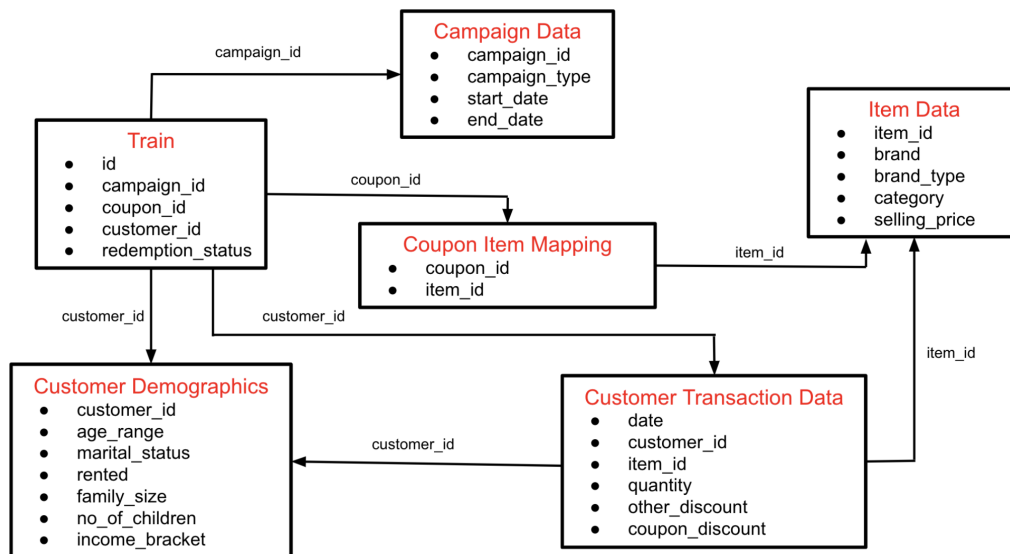 Campaign Data
● campaign_id
● campaign_type
● start_date
● end_date
campaign_id
Train
● id
● campaign_id
● coupon_id
● customer_id
● redemption_status
coupon_id
Item Data
● item_id
● brand
● brand_type
● category
● selling_price
Coupon Item Mapping
● coupon_id
● item_id
item_id
customer_id
customer_id
item_id
Customer Demographics
● customer_id
● age_range
● marital_status
● rented
● family_size
● no_of_children
● income_bracket
customer_id
Customer Transaction Data
● date
● customer_id
● item_id
● quantity
● other_discount
● coupon_discount